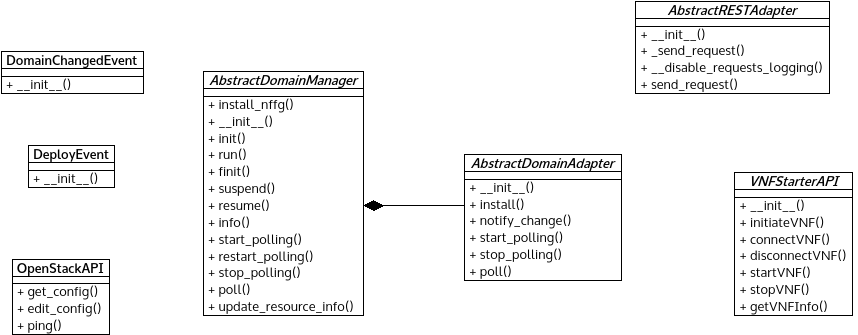 DomainChangedEvent
+ __init__()
DeployEvent
+ __init__()
OpenStackAPI
+ get_config()
+ edit_config()
+ ping()
AbstractDomainManager
+ install_nffg()
+ __init__()
+ init()
+ run()
+ finit()
+ suspend()
+ resume()
+ info()
+ start_polling()
+ restart_polling()
+ stop_polling()
+ poll()
+ update_resource_info()
AbstractDomainAdapter
+ __init__()
+ install()
+ notify_change()
+ start_polling()
+ stop_polling()
+ poll()
AbstractRESTAdapter
+ __init__()
+ _send_request()
+ __disable_requests_logging()
+ send_request()
VNFStarterAPI
+ __init__()
+ initiateVNF()
+ connectVNF()
+ disconnectVNF()
+ startVNF()
+ stopVNF()
+ getVNFInfo()